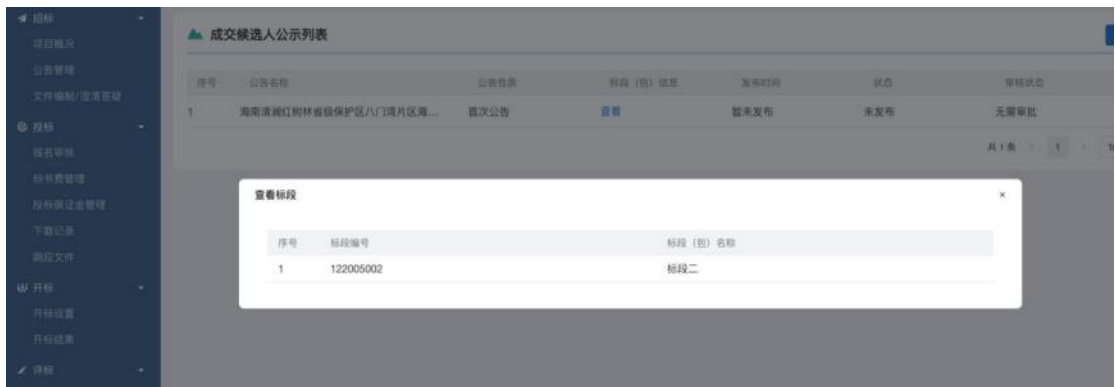 招标
项目概况
公告管理
文件编制/澄清答疑
投标
报名审核
标书费管理
投标保证金管理
下载记录
响应文件
开标
开标设置
开标结果
评标
成交候选人公示列表
序号 公告名称 公告性质 标段（包）信息 发布时间 状态 审核状态
1 海南清澜红树林省级保护区八门湾片区海... 首次公告 查看 暂未发布 未发布 无需审批
共 1 条 1
查看标段 ×
序号 标段编号 标段（包）名称
1 122005002 标段二